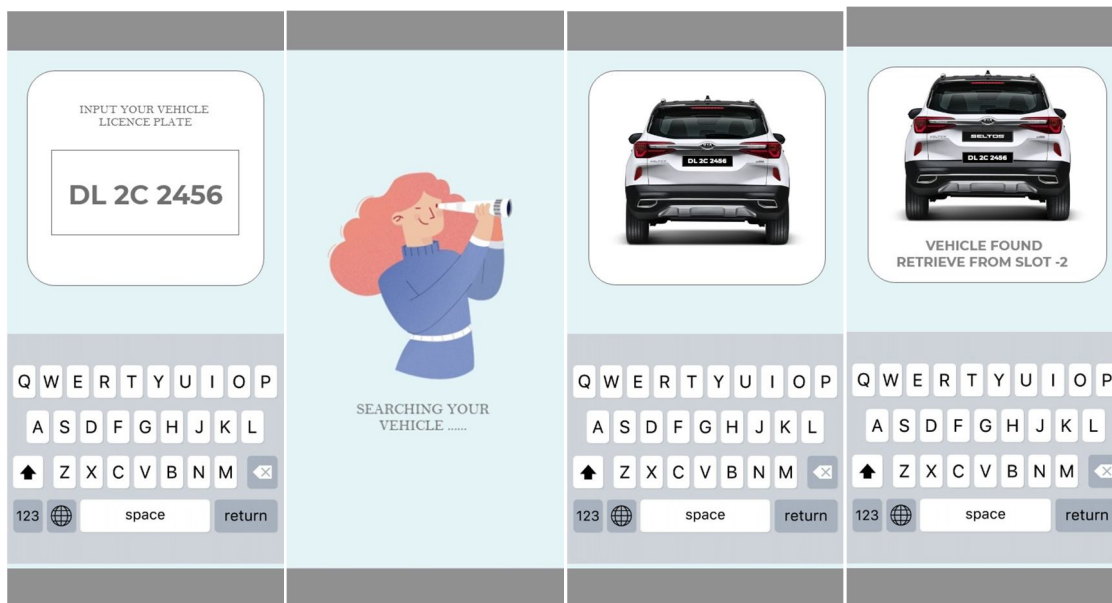 INPUT YOUR VEHICLE
LICENCE PLATE
DL 2C 2456
Q W E R T Y U I O P
A S D F G H J K L
Z X C V B N M
123 space return
SEARCHING YOUR
VEHICLE ......
DL 2C 2456
Q W E R T Y U I O P
A S D F G H J K L
Z X C V B N M
123 space return
SELTOS
DL 2C 2456
VEHICLE FOUND
RETRIEVE FROM SLOT -2
Q W E R T Y U I O P
A S D F G H J K L
Z X C V B N M
123 space return